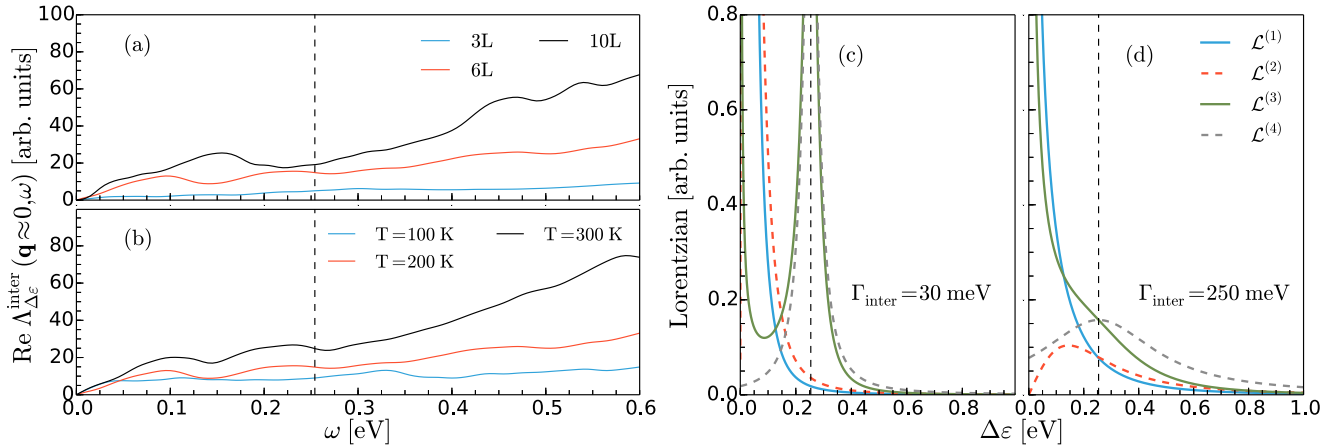 Re Λ^inter_Δε (q≈0,ω) [arb. units]
100
80
60
40
20
0
(a)
3L
10L
6L
80
60
40
20
0
(b)
T=100 K
T=300 K
T=200 K
0.0
0.1
0.2
0.3
0.4
0.5
0.6
ω [eV]
Lorentzian [arb. units]
0.8
0.6
0.4
0.2
0.0
(c)
Γ_inter=30 meV
0.0
0.2
0.4
0.6
0.8
(d)
ℒ^(1)
ℒ^(2)
ℒ^(3)
ℒ^(4)
Γ_inter=250 meV
0.0
0.2
0.4
0.6
0.8
1.0
Δε [eV]